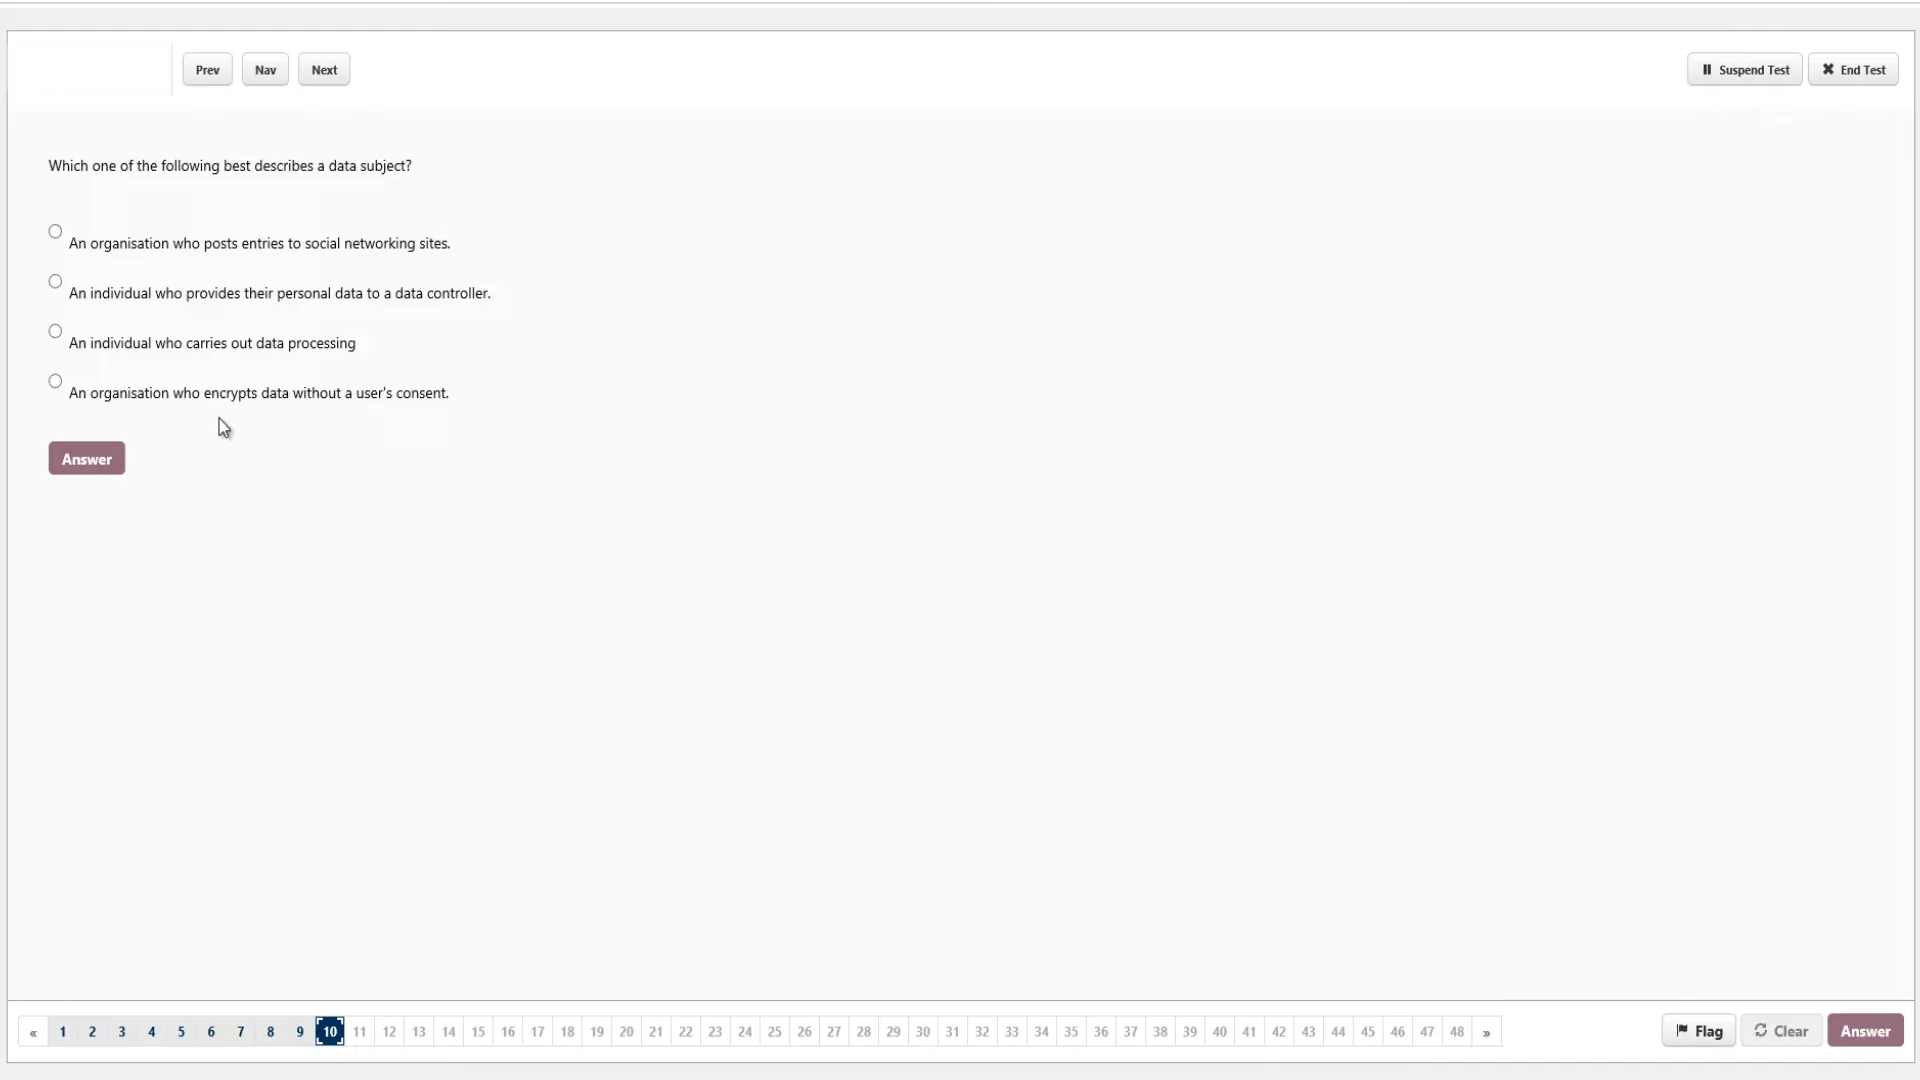 Prev Nav Next Suspend Test End Test
Which one of the following best describes a data subject?
An organisation who posts entries to social networking sites.
An individual who provides their personal data to a data controller.
An individual who carries out data processing
An organisation who encrypts data without a user's consent.
Answer
« 1 2 3 4 5 6 7 8 9 10 11 12 13 14 15 16 17 18 19 20 21 22 23 24 25 26 27 28 29 30 31 32 33 34 35 36 37 38 39 40 41 42 43 44 45 46 47 48 » Flag Clear Answer